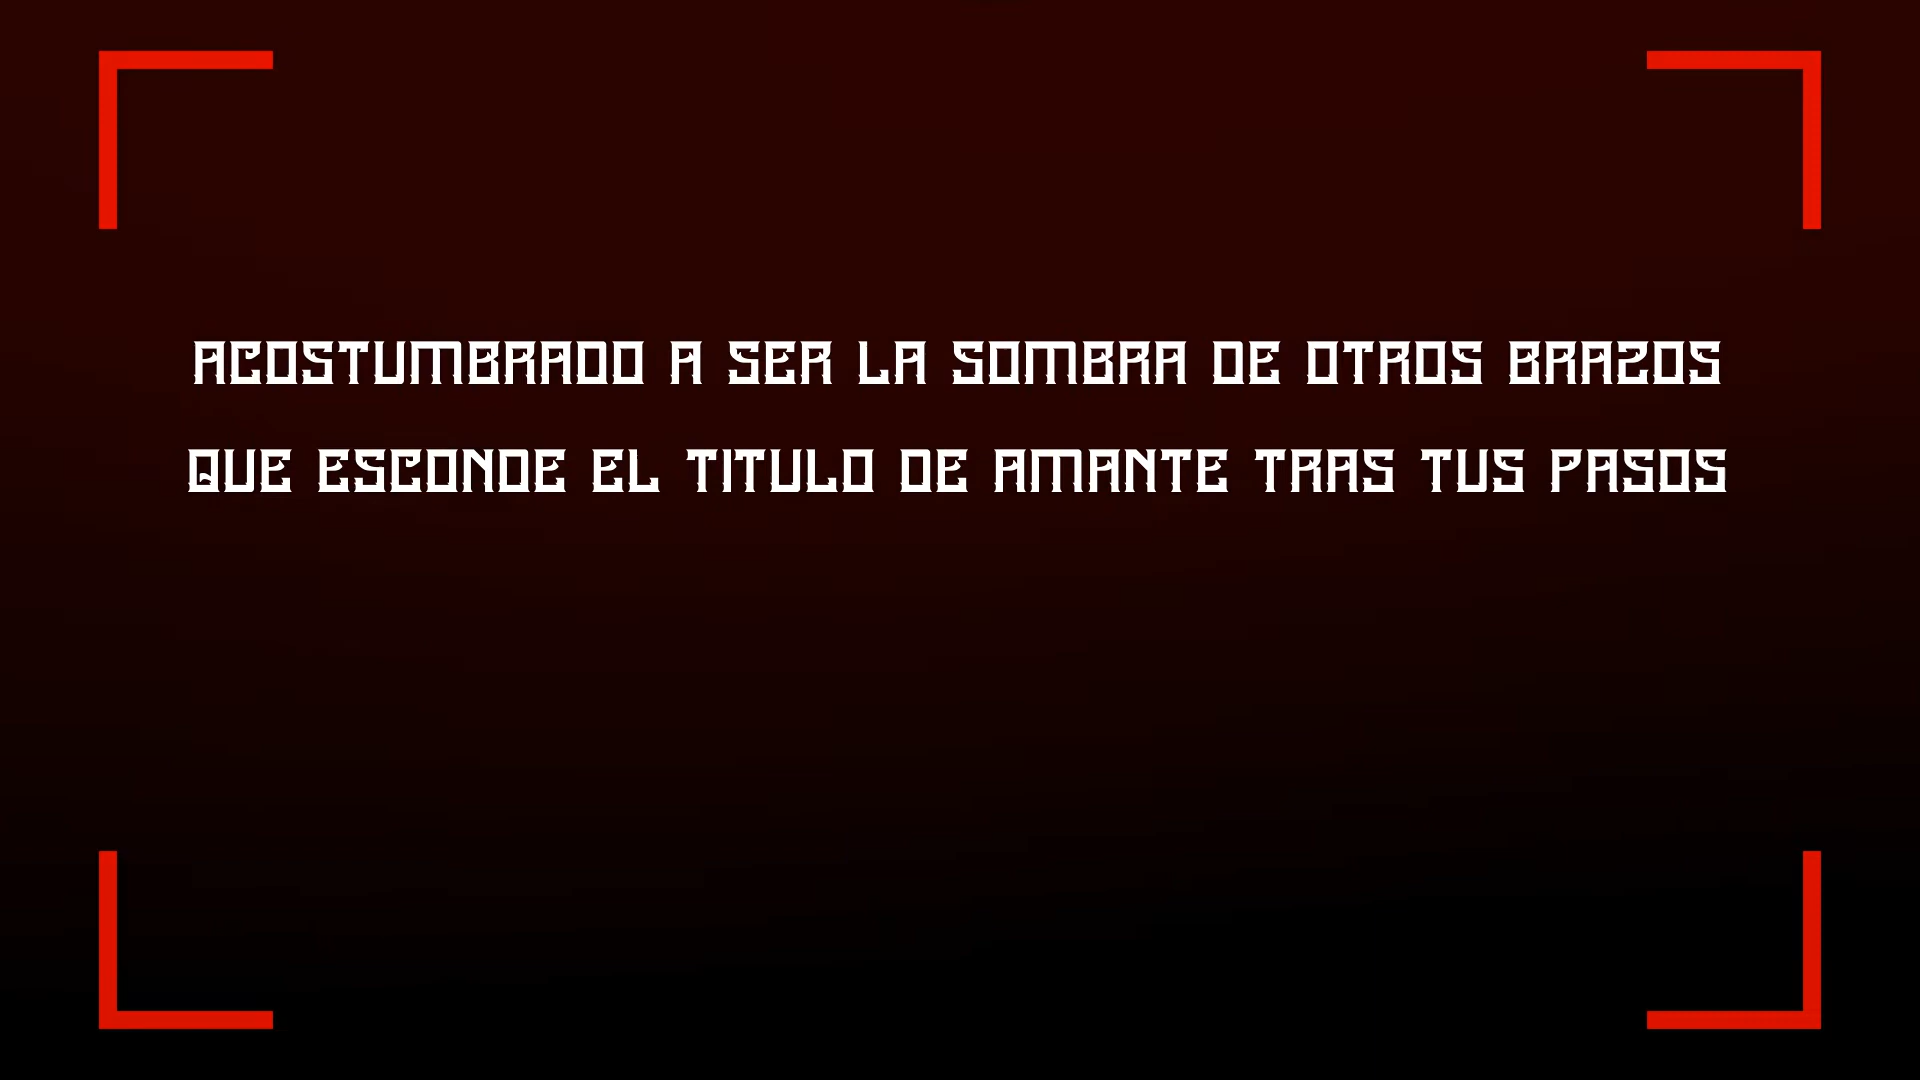 ACOSTUMBRADO A SER LA SOMBRA DE OTROS BRAZOS
QUE ESCONDE EL TITULO DE AMANTE TRAS TUS PASOS